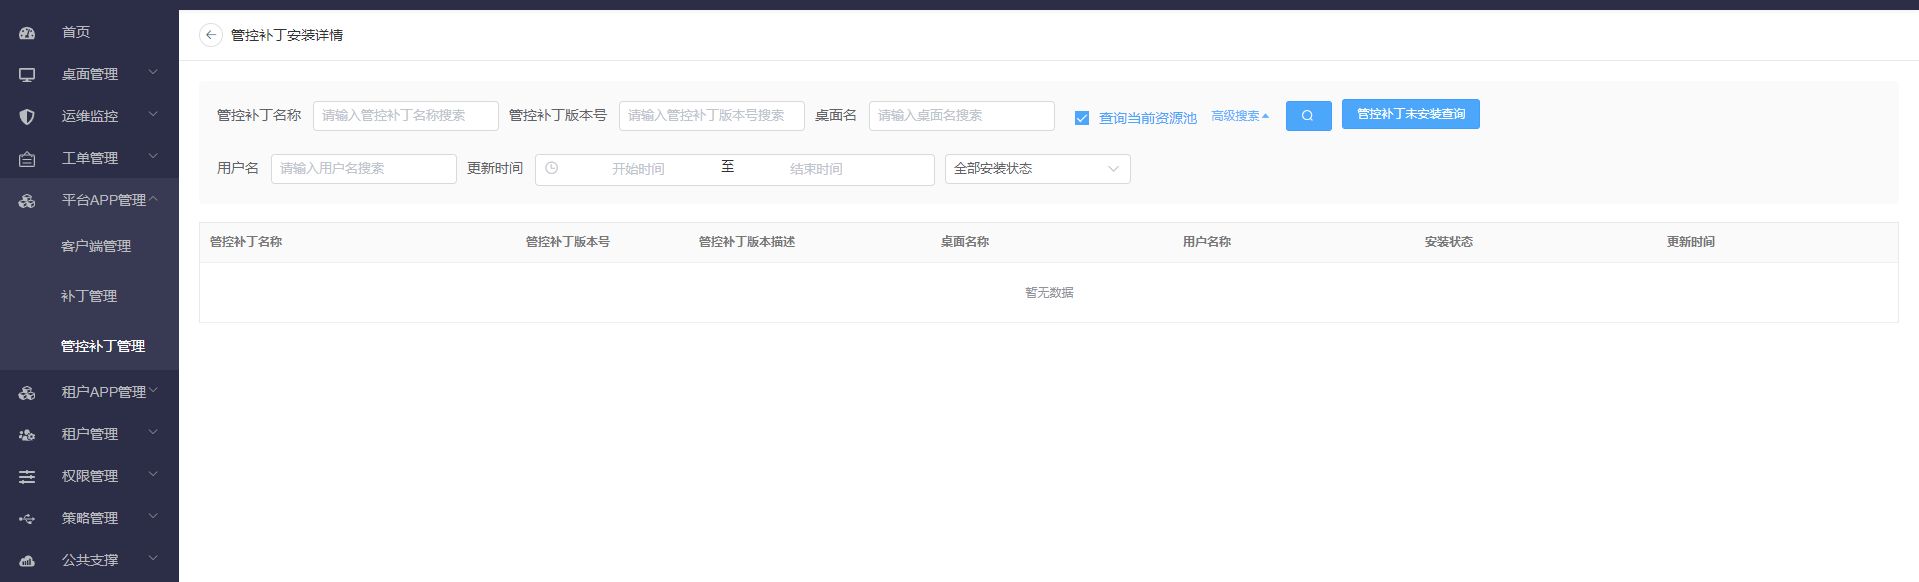 首页
桌面管理
运维监控
工单管理
平台APP管理
客户端管理
补丁管理
管控补丁管理
租户APP管理
租户管理
权限管理
策略管理
公共支撑
管控补丁安装详情
管控补丁名称 请输入管控补丁名称搜索 管控补丁版本号 请输入管控补丁版本号搜索 桌面名 请输入桌面名搜索 查询当前资源池 高级搜索 管控补丁未安装查询
用户名 请输入用户名搜索 更新时间 开始时间 至 结束时间 全部安装状态
管控补丁名称 管控补丁版本号 管控补丁版本描述 桌面名称 用户名称 安装状态 更新时间
暂无数据